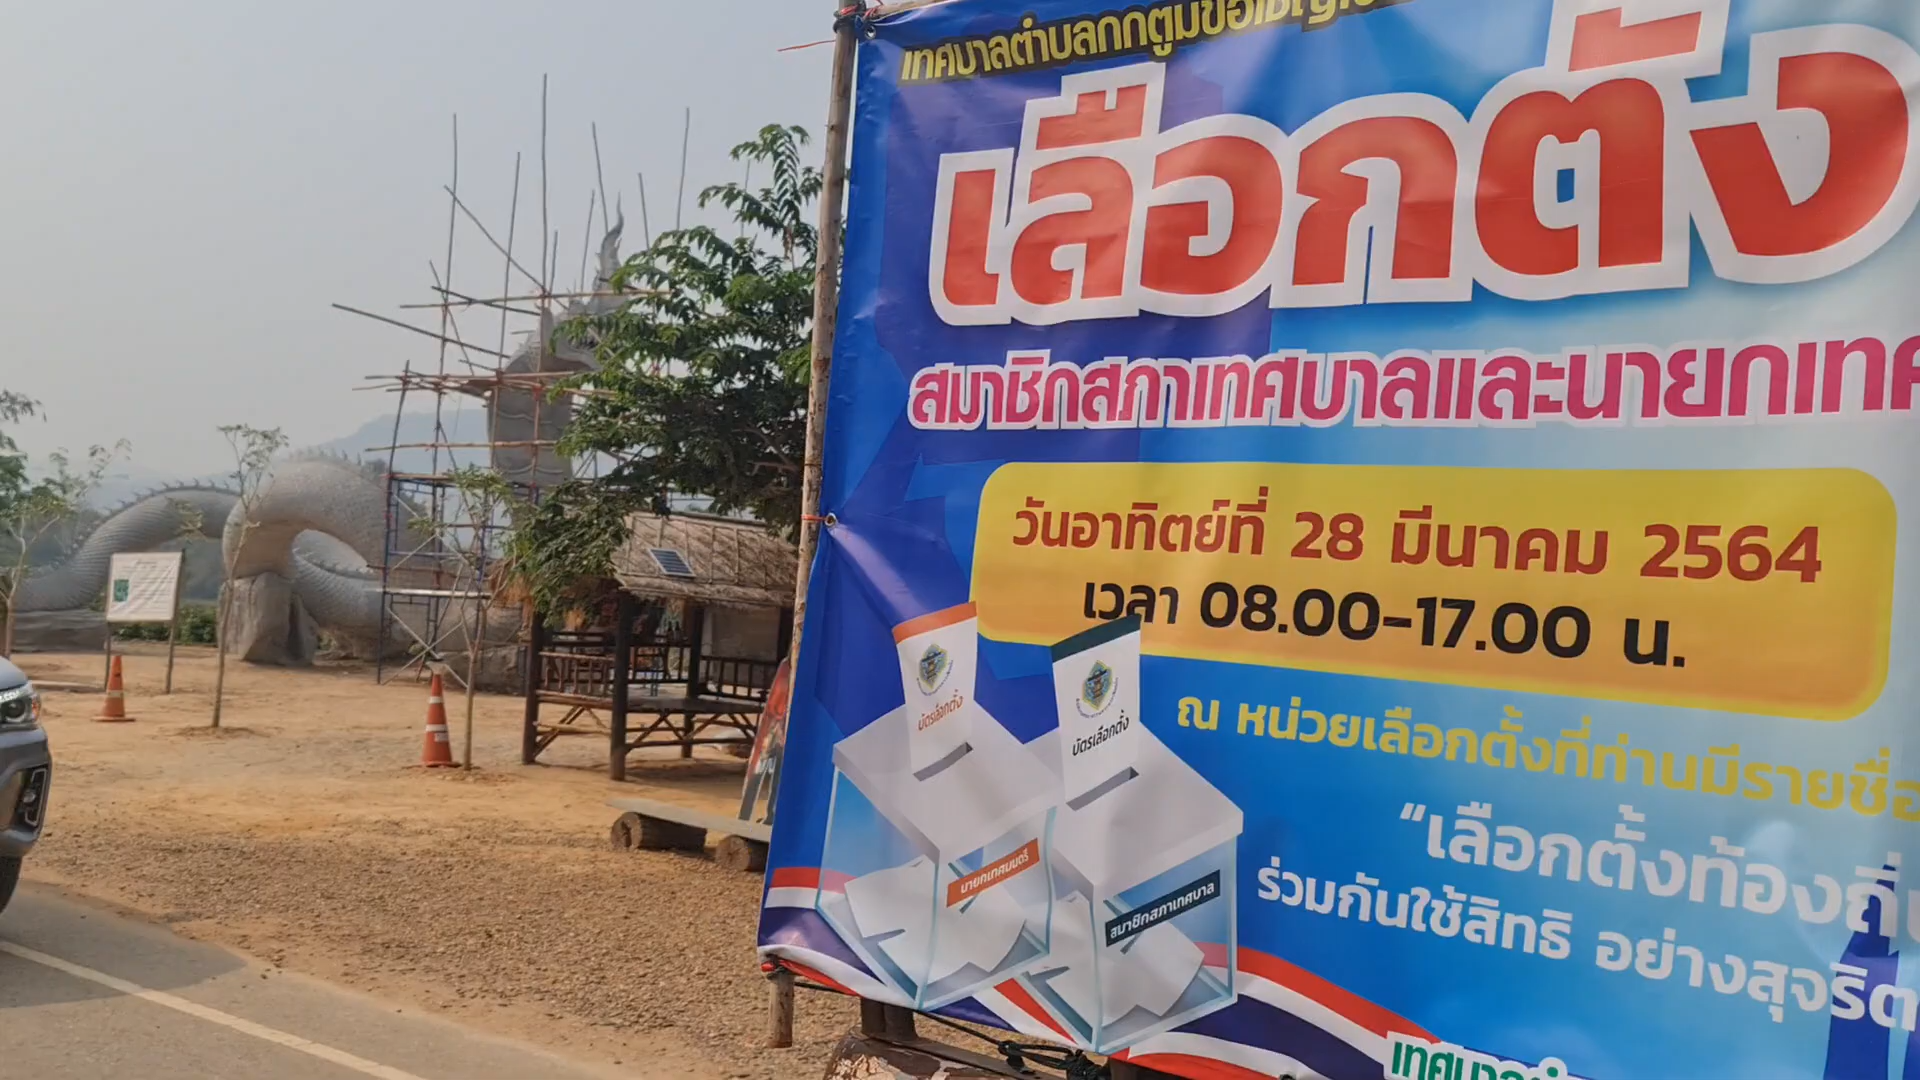 เทศบาลตำบลกกตูมขอเชิญ
เลือกตั้ง
สมาชิกสภาเทศบาลและนายกเทศ
วันอาทิตย์ที่ 28 มีนาคม 2564
เวลา 08.00-17.00 น.
บัตรเลือกตั้ง
บัตรเลือกตั้ง
ณ หน่วยเลือกตั้งที่ท่านมีรายชื่อ
“เลือกตั้งท้องถิ่น
ร่วมกันใช้สิทธิ อย่างสุจริต
นายกเทศมนตรี
สมาชิกสภาเทศบาล
เทศบาลตำ